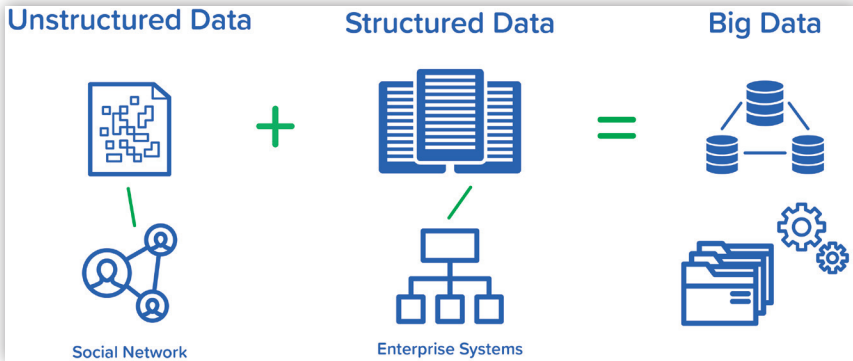 Unstructured Data
Structured Data
Big Data
+
=
Social Network
Enterprise Systems